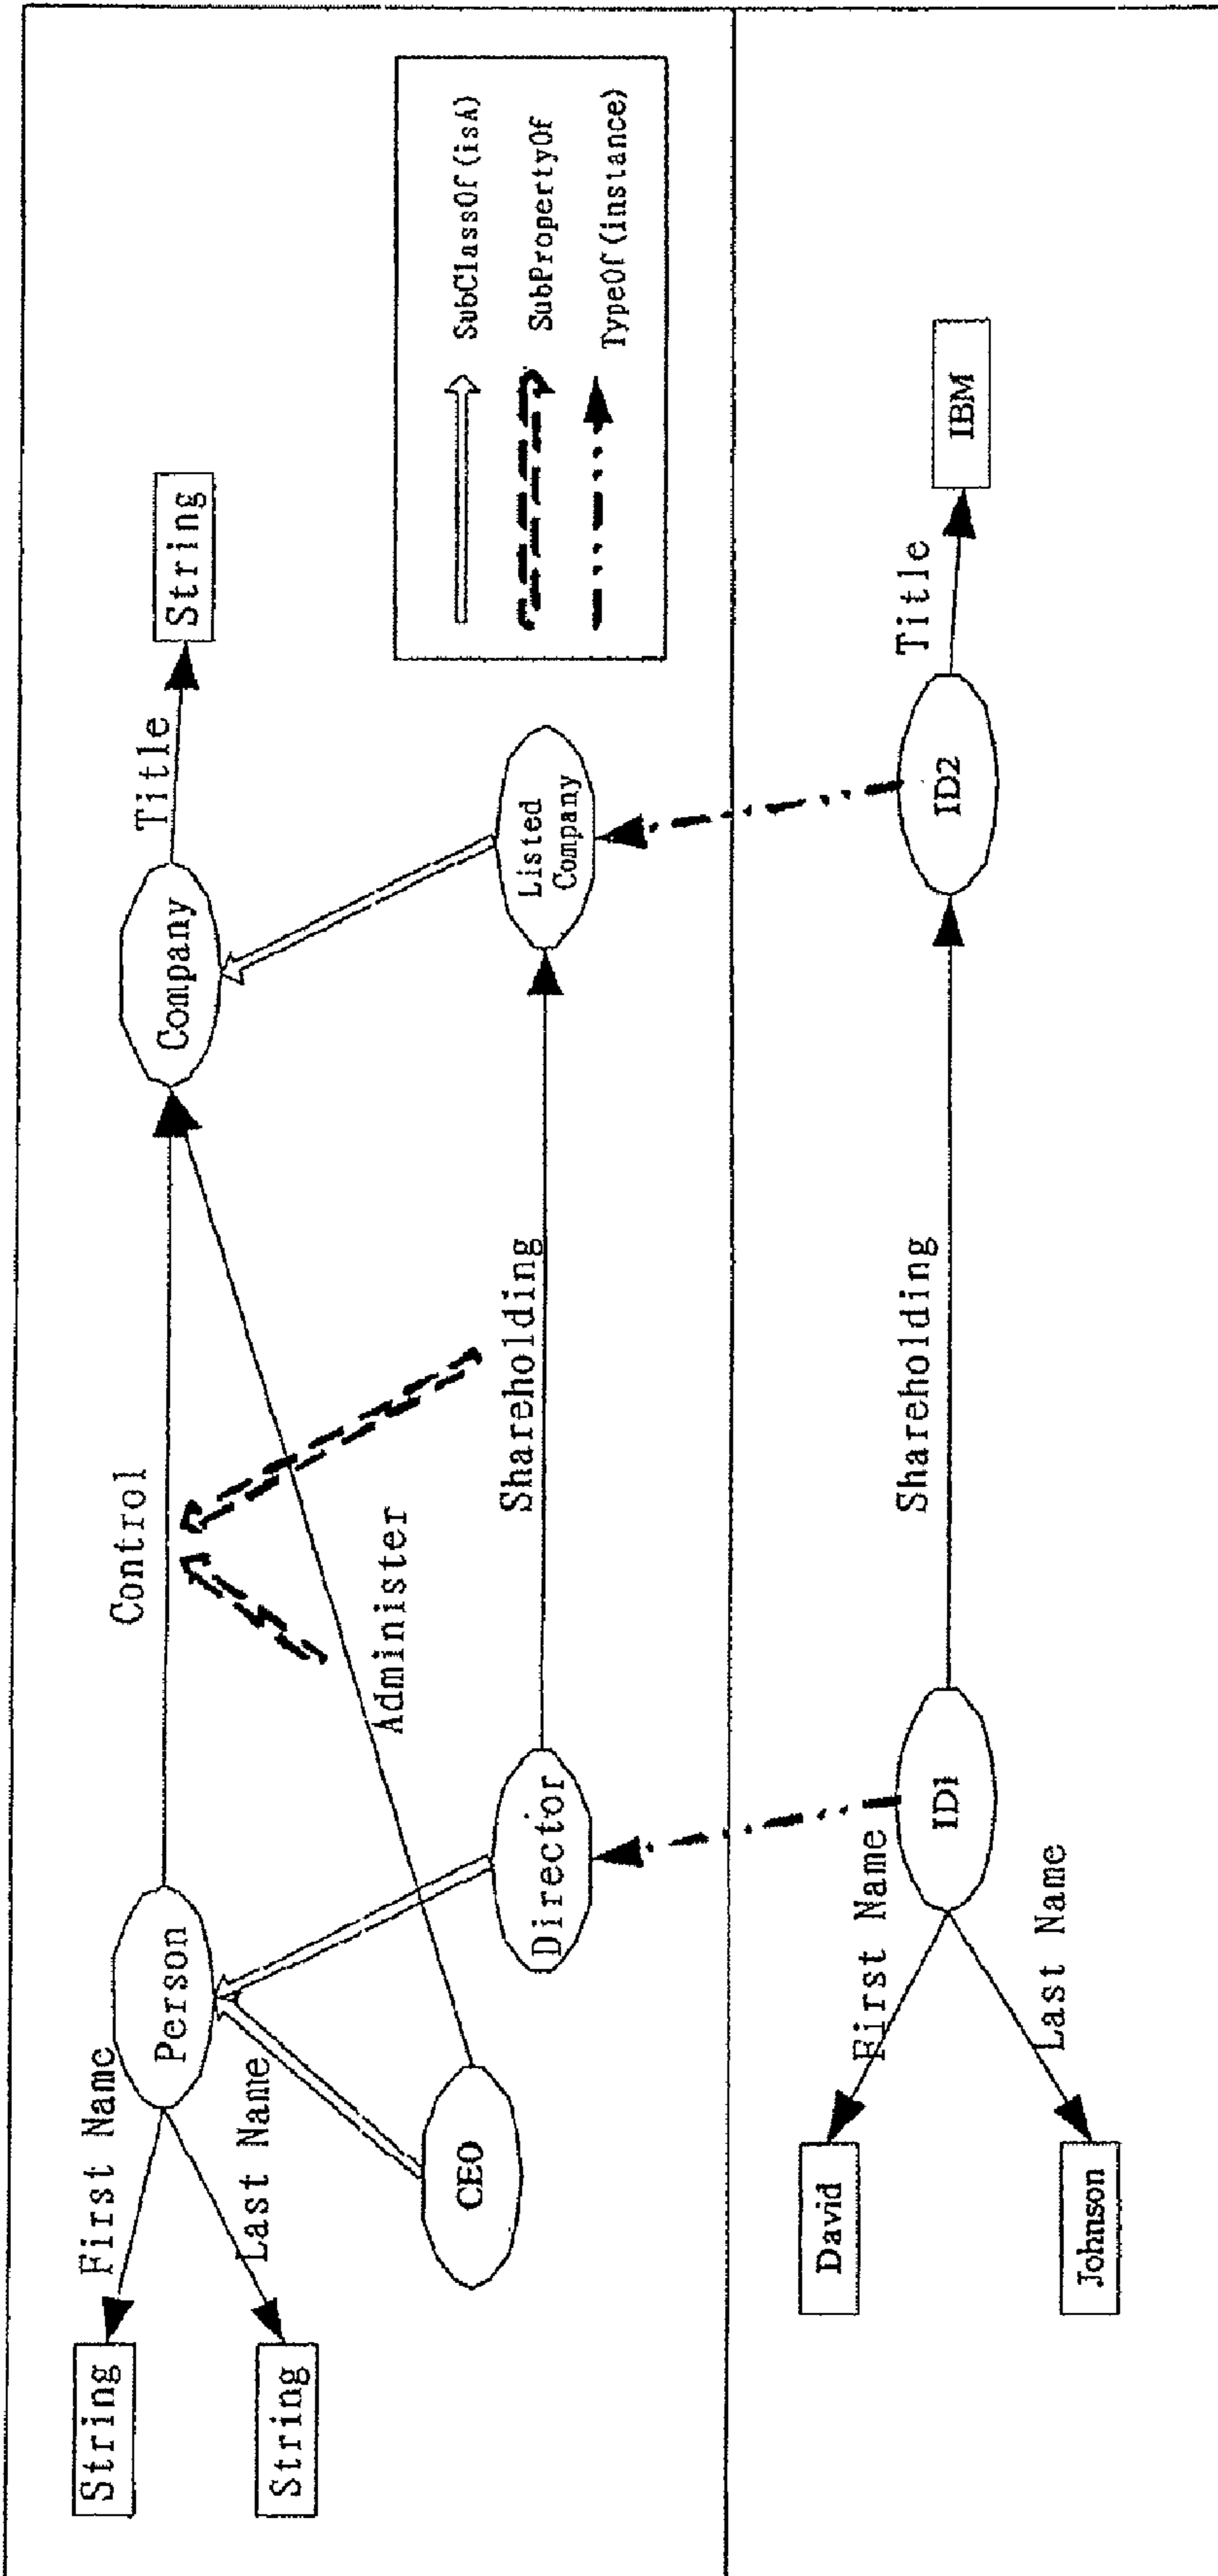 String
First Name
Last Name
String
Person
Control
Company
Title
String
CEO
Administer
Director
Shareholding
Listed
Company
SubClassOf(isA)
SubPropertyOf
TypeOf(instance)
David
First Name
Johnson
Last Name
ID1
Shareholding
ID2
Title
IBM